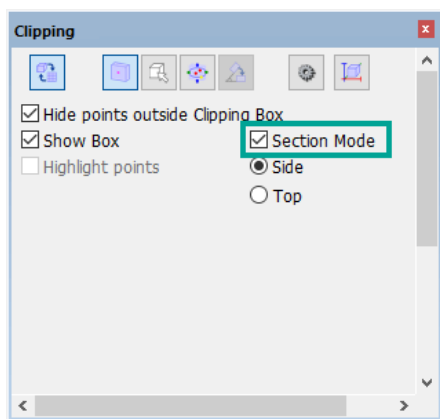 Clipping
Hide points outside Clipping Box
Show Box
Section Mode
Highlight points
Side
Top